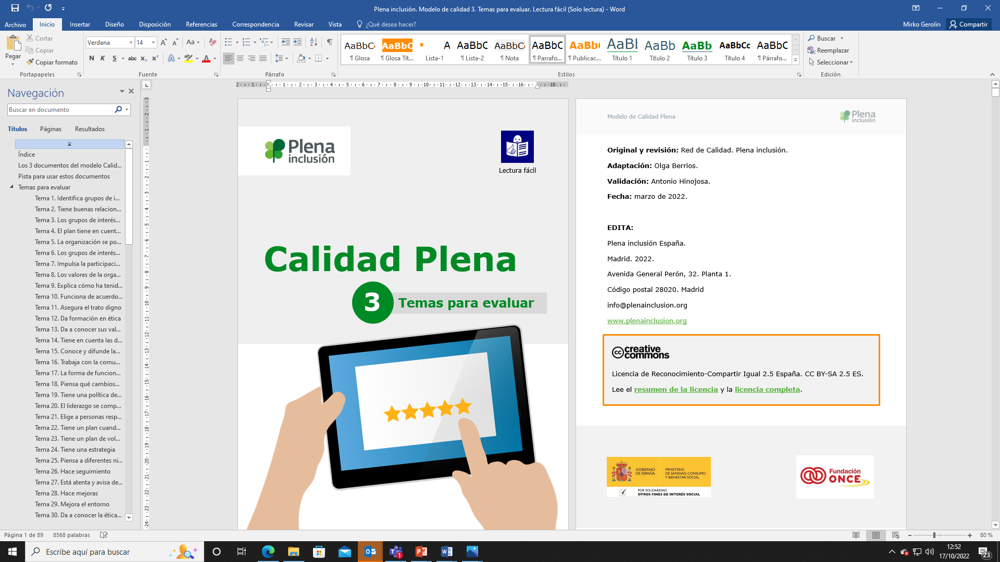 Plena inclusión. Modelo de calidad 3. Temas para evaluar. Lectura fácil (Solo lectura) - Word
Archivo
Inicio
Insertar
Diseño
Disposición
Referencias
Correspondencia
Revisar
Vista
¿Qué desea hacer?
Mirko Gerolin
Compartir
Pegar
Cortar
Copiar
Copiar formato
Portapapeles
Verdana
14
N K S abc x₂ x²
Fuente
Párrafo
AaBbCc
¶ Glosa
AaBbC
¶ Glosa Tít...
A
Lista-1
AaBbC
¶ Lista-2
AaBbCc
¶ Nota
AaBbC
¶ Parrafo...
AaBbC
¶ Publicac...
AaBb
Título 1
AaBb
Título 2
AaBb
Título 3
AaBbCc
Título 4
AaBbC
¶ Párrafo...
Estilos
Buscar
Reemplazar
Seleccionar
Edición
Navegación
Buscar en documento
Títulos
Páginas
Resultados
Índice
Los 3 documentos del modelo Calid...
Pista para usar estos documentos
Temas para evaluar
Tema 1. Identifica grupos de i...
Tema 2. Tiene buenas relacion...
Tema 3. Los grupos de interés...
Tema 4. El plan tiene en cuent...
Tema 5. La organización se po...
Tema 6. Los grupos de interés...
Tema 7. Impulsa la participaci...
Tema 8. Los valores de la orga...
Tema 9. Explica cómo ha tenid...
Tema 10. Funciona de acuerdo...
Tema 11. Asegura el trato digno
Tema 12. Da formación en ética
Tema 13. Da a conocer sus val...
Tema 14. Tiene en cuenta las d...
Tema 15. Conoce y difunde la...
Tema 16. Trabaja con la comu...
Tema 17. La forma de funcion...
Tema 18. Piensa qué cambios...
Tema 19. Tiene una política de...
Tema 20. El liderazgo se comp...
Tema 21. Elige a personas resp...
Tema 22. Tiene un plan cuand...
Tema 23. Tiene un plan de vol...
Tema 24. Tiene una estrategia
Tema 25. Piensa a diferentes ni...
Tema 26. Hace seguimiento
Tema 27. Está atenta y avisa de...
Tema 28. Hace mejoras
Tema 29. Mejora el entorno
Tema 30. Da a conocer la ética...
Plena
inclusión
Lectura fácil
Calidad Plena
3
Temas para evaluar
Modelo de Calidad Plena
Plena
inclusión
Original y revisión: Red de Calidad. Plena inclusión.
Adaptación: Olga Berrios.
Validación: Antonio Hinojosa.
Fecha: marzo de 2022.
EDITA:
Plena inclusión España.
Madrid. 2022.
Avenida General Perón, 32. Planta 1.
Código postal 28020. Madrid
info@plenainclusion.org
www.plenainclusion.org
cc creative
commons
Licencia de Reconocimiento-Compartir Igual 2.5 España. CC BY-SA 2.5 ES.
Lee el resumen de la licencia y la licencia completa.
GOBIERNO
DE ESPAÑA
MINISTERIO
DE SANIDAD, CONSUMO
Y BIENESTAR SOCIAL
POR SOLIDARIDAD
OTROS FINES DE INTERÉS SOCIAL
Fundación
ONCE
Página 1 de 89
8568 palabras
80 %
Escribe aquí para buscar
1
12:52
17/10/2022
23